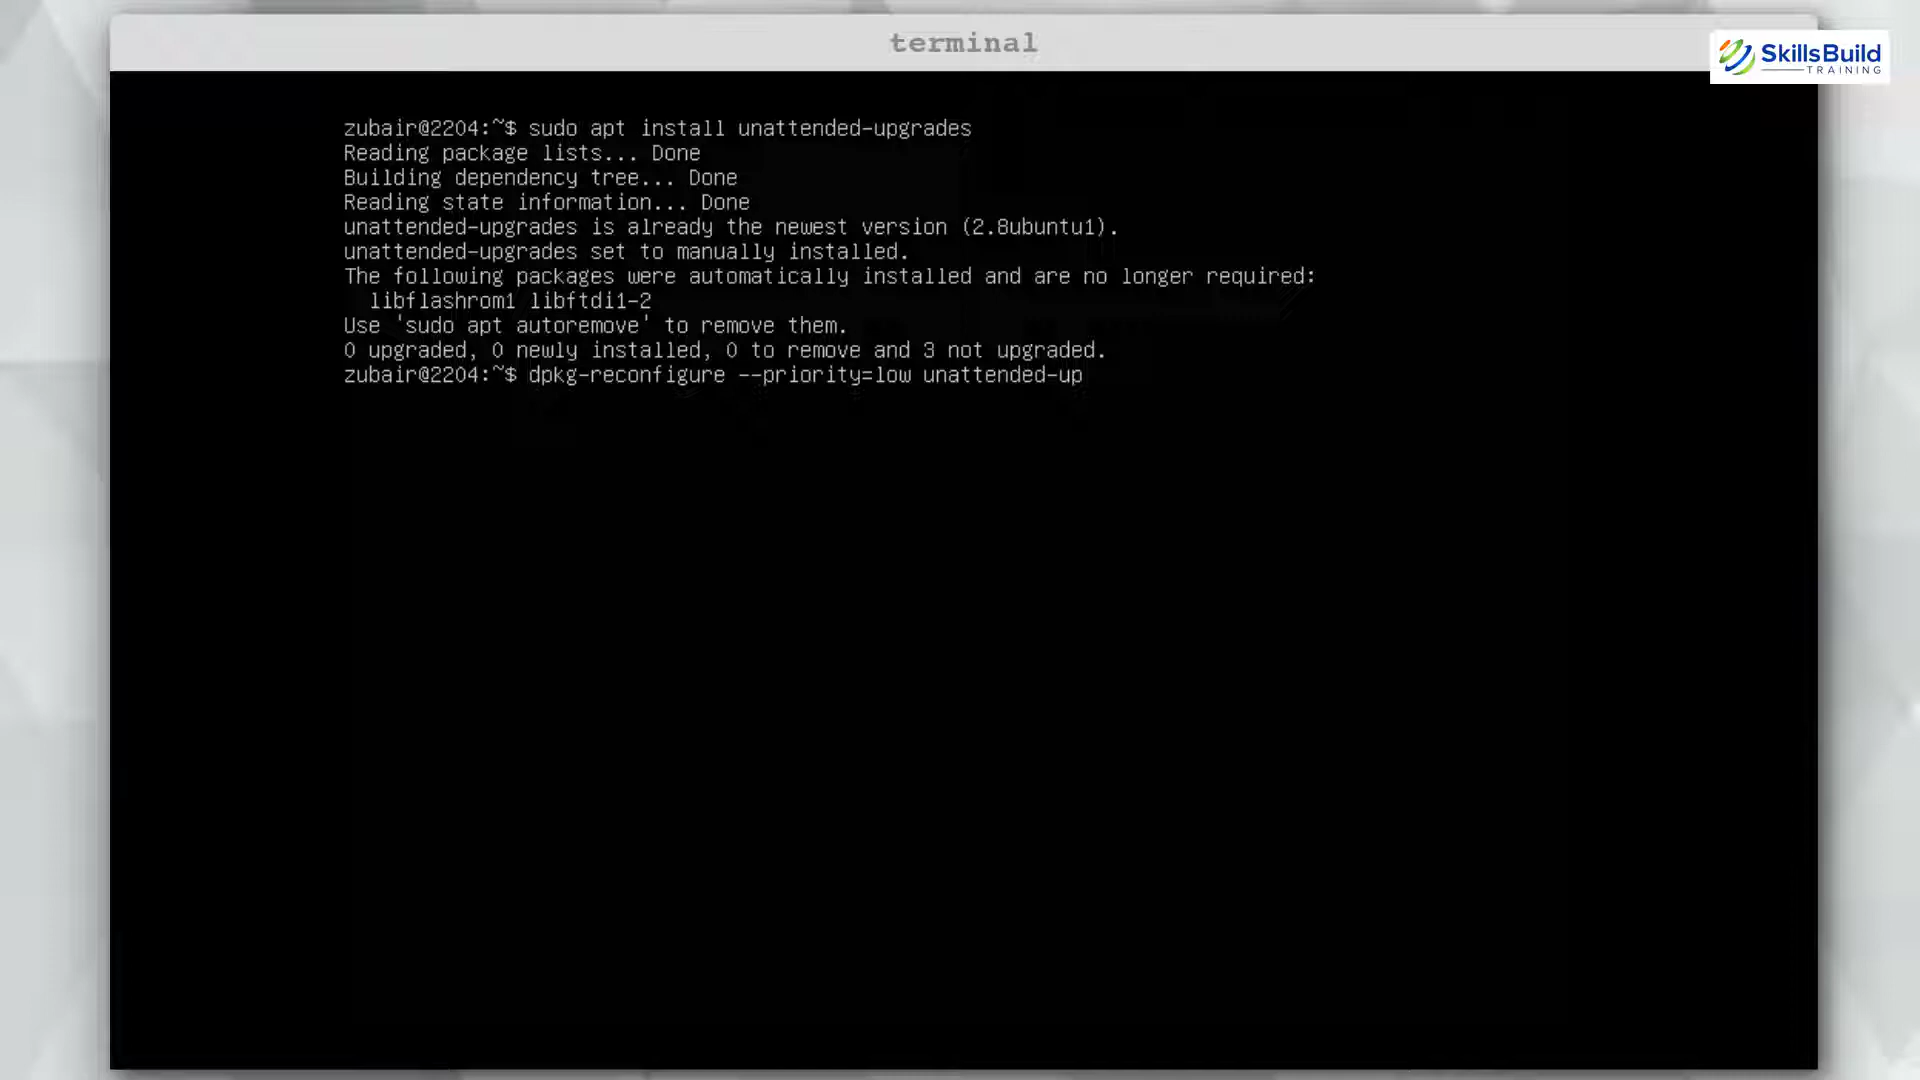 terminal
SkillsBuild
TRAINING
zubair@2204:~$ sudo apt install unattended-upgrades
Reading package lists... Done
Building dependency tree... Done
Reading state information... Done
unattended-upgrades is already the newest version (2.8ubuntu1).
unattended-upgrades set to manually installed.
The following packages were automatically installed and are no longer required:
  libflashrom1 libftdi1-2
Use 'sudo apt autoremove' to remove them.
0 upgraded, 0 newly installed, 0 to remove and 3 not upgraded.
zubair@2204:~$ dpkg-reconfigure --priority=low unattended-up